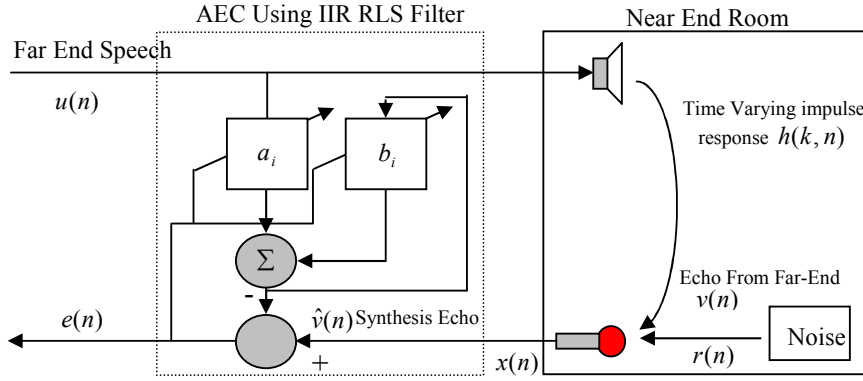 AEC Using IIR RLS Filter
Near End Room
Far End Speech
u(n)
a_i
b_i
Time Varying impulse
response h(k, n)
Σ
-
Echo From Far-End
v(n)
e(n)
v̂(n) Synthesis Echo
+
x(n)
r(n)
Noise